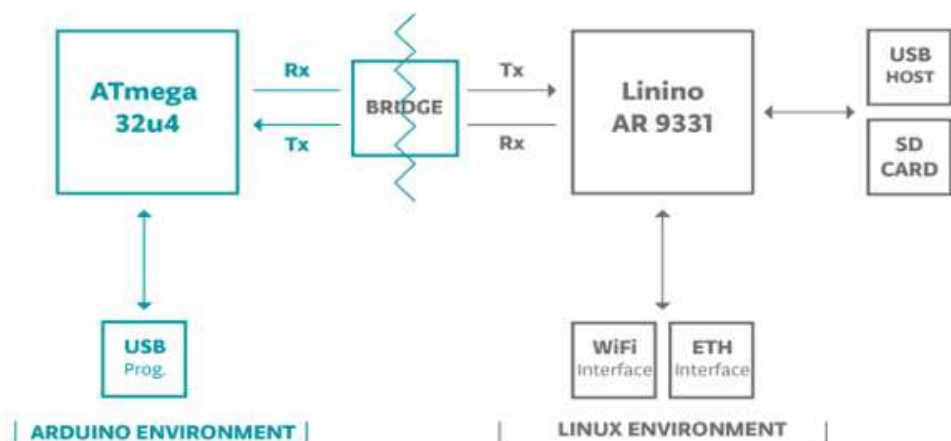 ATmega
32u4
Rx
Tx
BRIDGE
Tx
Rx
Linino
AR 9331
USB
HOST
SD
CARD
USB
Prog.
WiFi
Interface
ETH
Interface
ARDUINO ENVIRONMENT
LINUX ENVIRONMENT